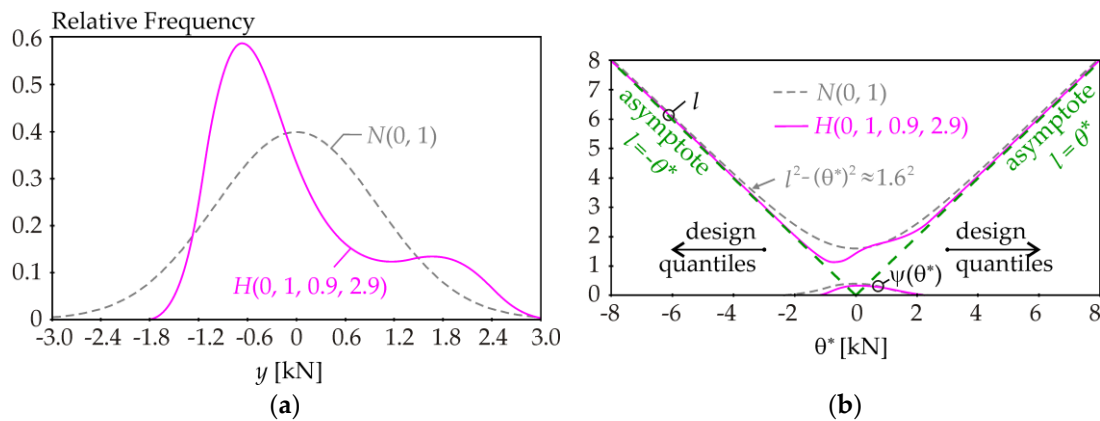 Relative Frequency
0.6
0.5
0.4
0.3
0.2
0.1
0
-3.0 -2.4 -1.8 -1.2 -0.6 0 0.6 1.2 1.8 2.4 3.0
y [kN]
N(0, 1)
H(0, 1, 0.9, 2.9)
(a)
8
7
6
5
4
3
2
1
0
-8 -6 -4 -2 0 2 4 6 8
θ* [kN]
l
N(0, 1)
H(0, 1, 0.9, 2.9)
asymptote
l=-θ*
asymptote
l=θ*
l²-(θ*)²≈1.6²
design
quantiles
design
quantiles
ψ(θ*)
(b)